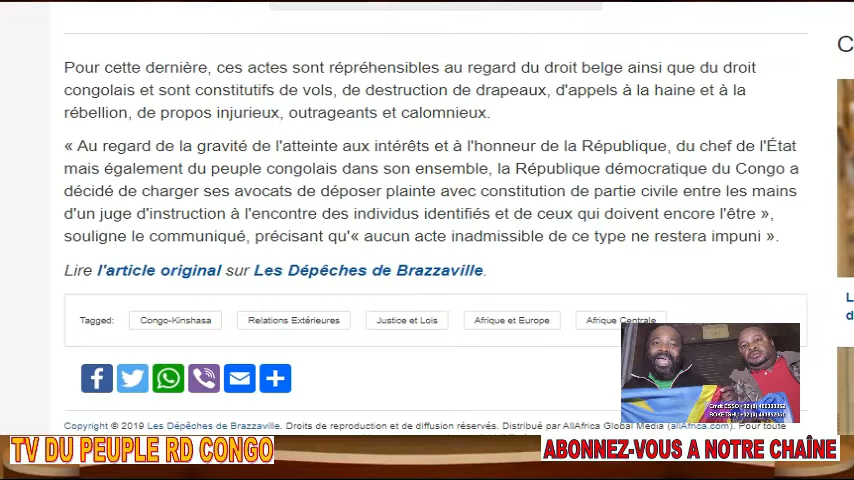 Pour cette dernière, ces actes sont répréhensibles au regard du droit belge ainsi que du droit
congolais et sont constitutifs de vols, de destruction de drapeaux, d'appels à la haine et à la
rébellion, de propos injurieux, outrageants et calomnieux.
« Au regard de la gravité de l'atteinte aux intérêts et à l'honneur de la République, du chef de l'État
mais également du peuple congolais dans son ensemble, la République démocratique du Congo a
décidé de charger ses avocats de déposer plainte avec constitution de partie civile entre les mains
d'un juge d'instruction à l'encontre des individus identifiés et de ceux qui doivent encore l'être »,
souligne le communiqué, précisant qu'« aucun acte inadmissible de ce type ne restera impuni ».
Lire l'article original sur Les Dépêches de Brazzaville.
Tagged: Congo-Kinshasa Relations Extérieures Justice et Lois Afrique et Europe Afrique Centrale
Copyright © 2019 Les Dépêches de Brazzaville. Droits de reproduction et de diffusion réservés. Distribué par AllAfrica Global Media (allAfrica.com). Pour toute
C
L
d
TV DU PEUPLE RD CONGO
ABONNEZ-VOUS A NOTRE CHAÎNE